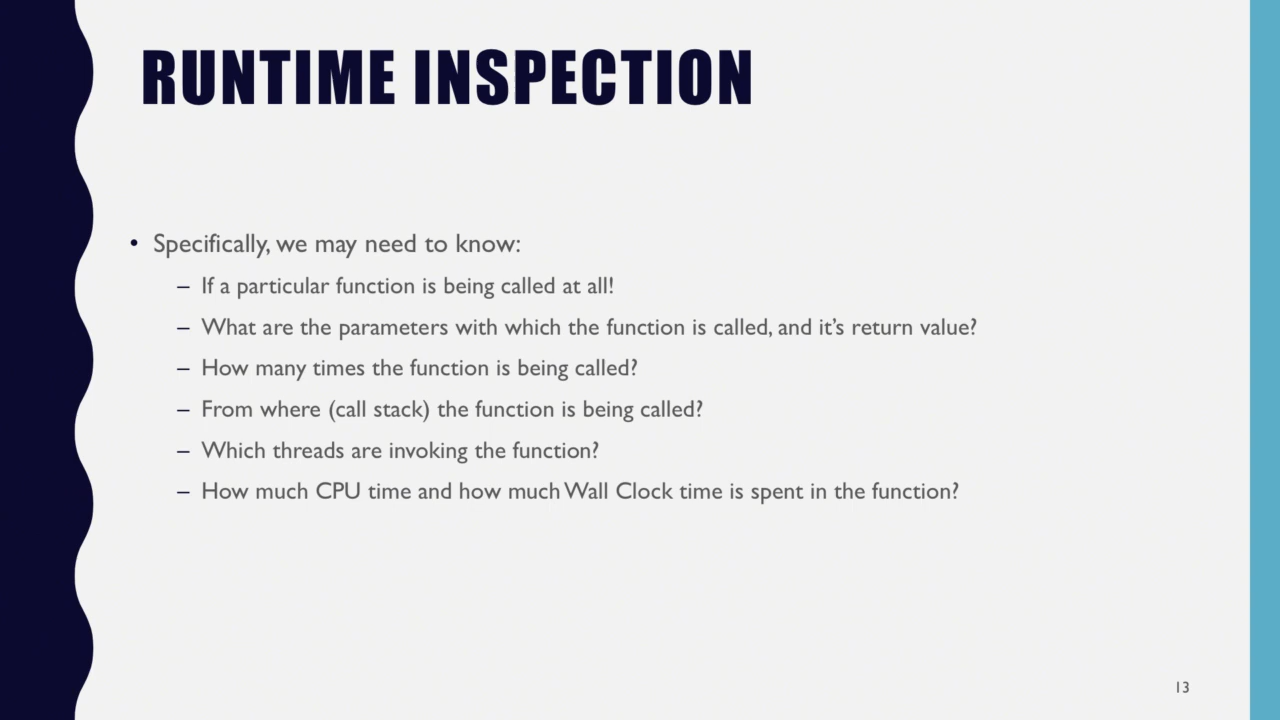 RUNTIME INSPECTION
• Specifically, we may need to know:
– If a particular function is being called at all!
– What are the parameters with which the function is called, and it’s return value?
– How many times the function is being called?
– From where (call stack) the function is being called?
– Which threads are invoking the function?
– How much CPU time and how much Wall Clock time is spent in the function?
13